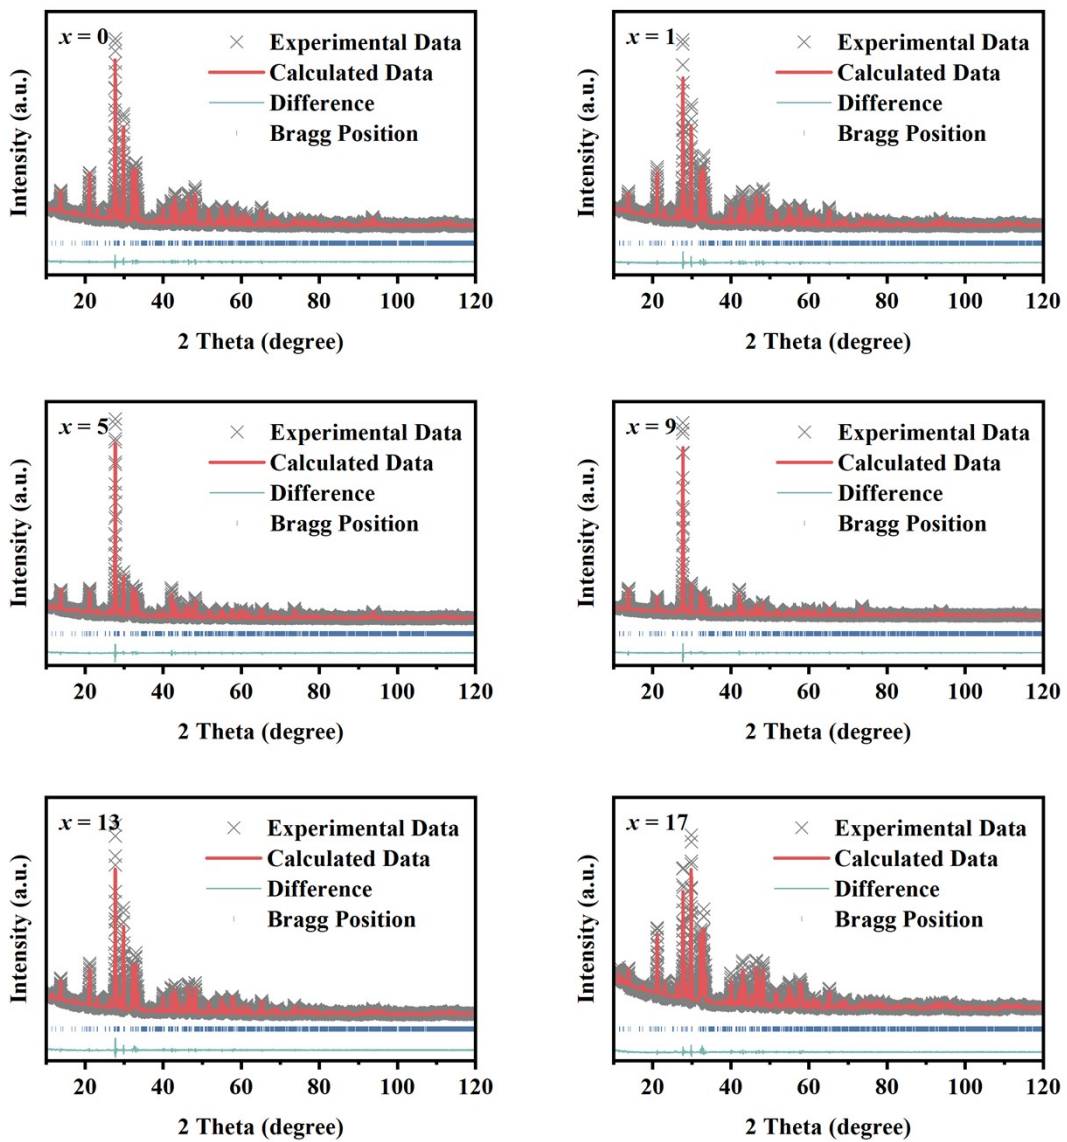 x = 0
Experimental Data
Calculated Data
Difference
Bragg Position
Intensity (a.u.)
20 40 60 80 100 120
2 Theta (degree)
x = 1
Experimental Data
Calculated Data
Difference
Bragg Position
Intensity (a.u.)
20 40 60 80 100 120
2 Theta (degree)
x = 5
Experimental Data
Calculated Data
Difference
Bragg Position
Intensity (a.u.)
20 40 60 80 100 120
2 Theta (degree)
x = 9
Experimental Data
Calculated Data
Difference
Bragg Position
Intensity (a.u.)
20 40 60 80 100 120
2 Theta (degree)
x = 13
Experimental Data
Calculated Data
Difference
Bragg Position
Intensity (a.u.)
20 40 60 80 100 120
2 Theta (degree)
x = 17
Experimental Data
Calculated Data
Difference
Bragg Position
Intensity (a.u.)
20 40 60 80 100 120
2 Theta (degree)